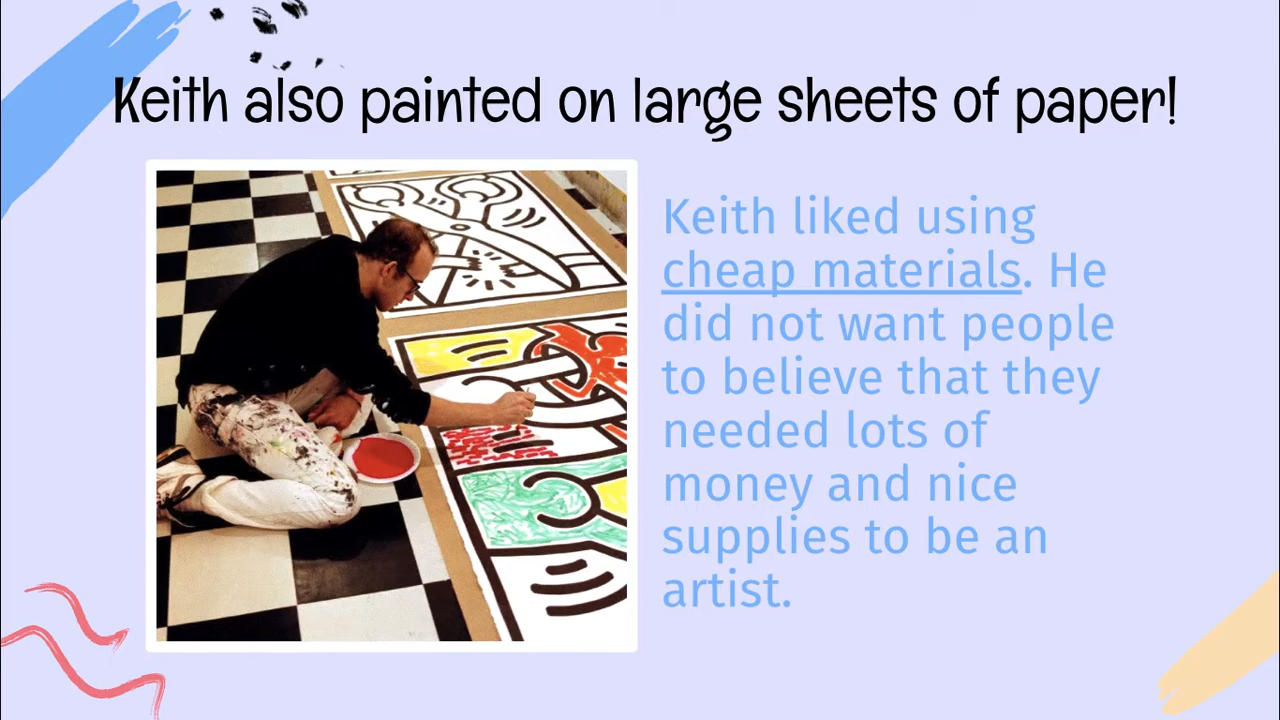 Keith also painted on large sheets of paper!
Keith liked using
cheap materials. He
did not want people
to believe that they
needed lots of
money and nice
supplies to be an
artist.